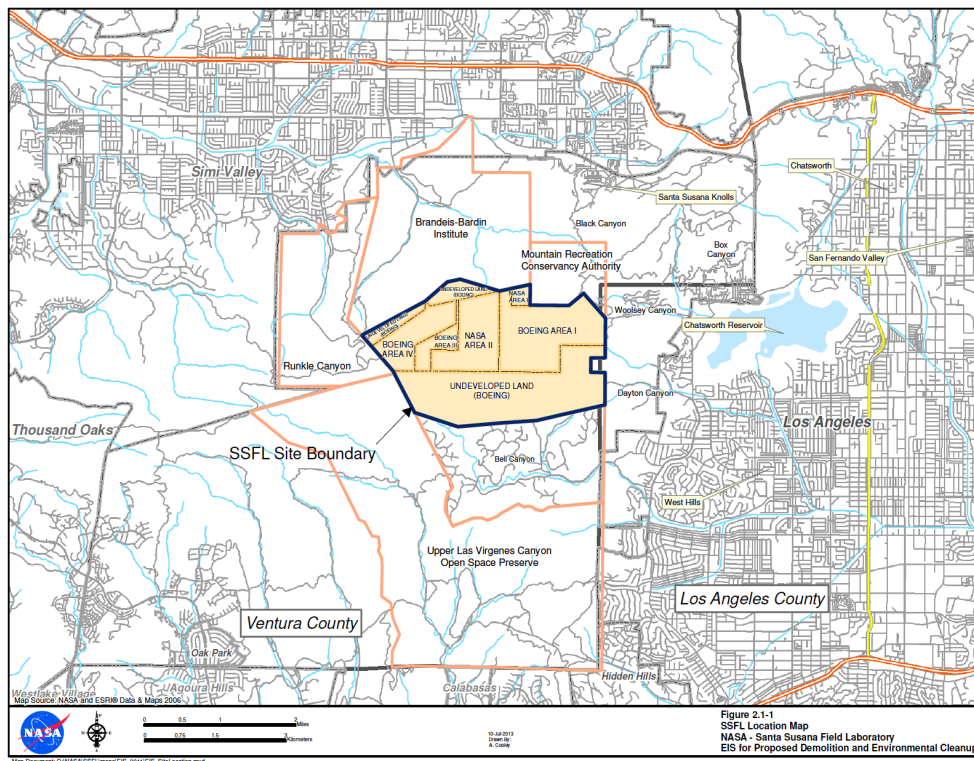 Simi Valley
Chatsworth
Santa Susana Knolls
Brandeis-Bardin
Institute
Black Canyon
Mountain Recreation
Conservancy Authority
Box
Canyon
San Fernando Valley
UNDEVELOPED LAND
(BOEING)
NASA
AREA I
Woolsey Canyon
Chatsworth Reservoir
(BOEING)
BOEING
AREA IV
BOEING
AREA III
NASA
AREA II
BOEING AREA I
Runkle Canyon
UNDEVELOPED LAND
(BOEING)
Dayton Canyon
Thousand Oaks
Los Angeles
SSFL Site Boundary
Bell Canyon
West Hills
Upper Las Virgenes Canyon
Open Space Preserve
Los Angeles County
Ventura County
Oak Park
Hidden Hills
Westlake Village
Agoura Hills
Calabasas
Map Source: NASA and ESRI® Data & Maps 2006
NASA
N
W E
S
0 0.5 1 2
Miles
0 0.75 1.5 3
Kilometers
10-Jul-2013
Drawn By:
A. Cooley
Figure 2.1-1
SSFL Location Map
NASA - Santa Susana Field Laboratory
EIS for Proposed Demolition and Environmental Cleanup